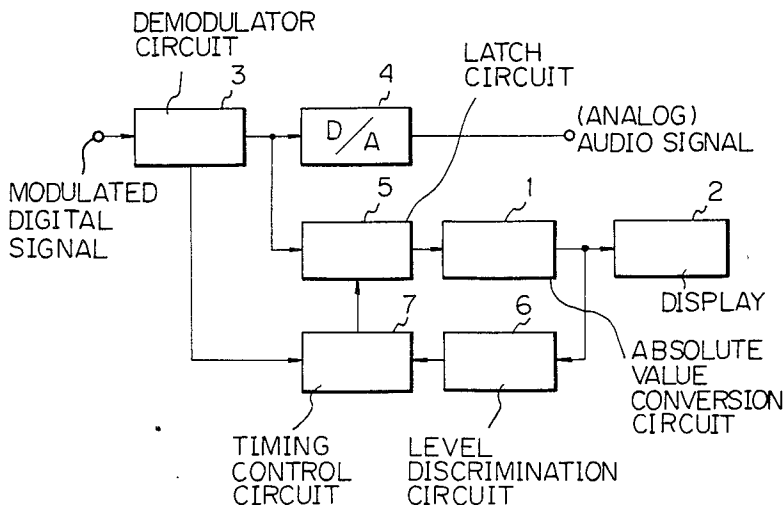 DEMODULATOR
CIRCUIT
3
4
LATCH
CIRCUIT
D/A
(ANALOG)
AUDIO SIGNAL
MODULATED
DIGITAL
SIGNAL
5
1
2
DISPLAY
7
6
ABSOLUTE
VALUE
CONVERSION
CIRCUIT
TIMING
CONTROL
CIRCUIT
LEVEL
DISCRIMINATION
CIRCUIT